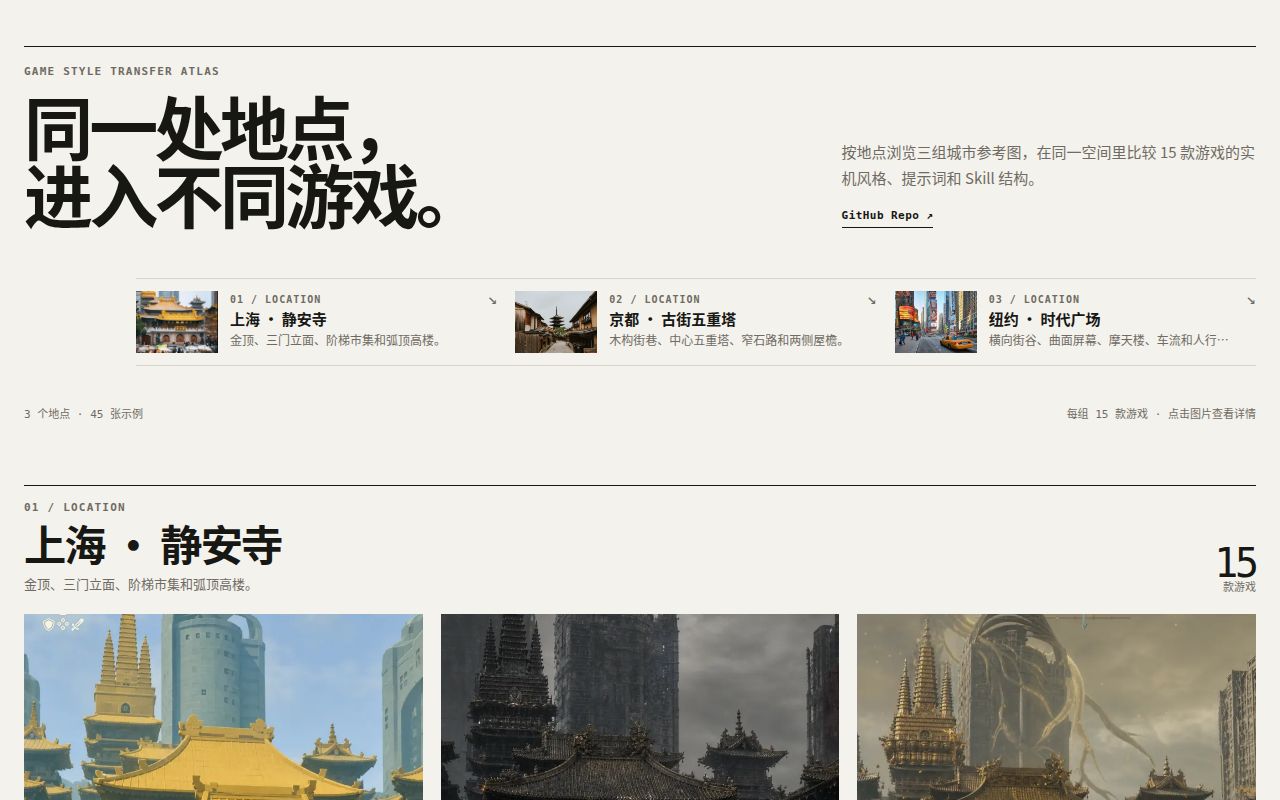 GAME STYLE TRANSFER ATLAS
同一处地点，
进入不同游戏。
按地点浏览三组城市参考图，在同一空间里比较 15 款游戏的实
机风格、提示词和 Skill 结构。
GitHub Repo ↗
01 / LOCATION ↘
上海 · 静安寺
金顶、三门立面、阶梯市集和弧顶高楼。
02 / LOCATION ↘
京都 · 古街五重塔
木构街巷、中心五重塔、窄石路和两侧屋檐。
03 / LOCATION ↘
纽约 · 时代广场
横向街谷、曲面屏幕、摩天楼、车流和人行…
3 个地点 · 45 张示例
每组 15 款游戏 · 点击图片查看详情
01 / LOCATION
上海 · 静安寺
金顶、三门立面、阶梯市集和弧顶高楼。
15
款游戏